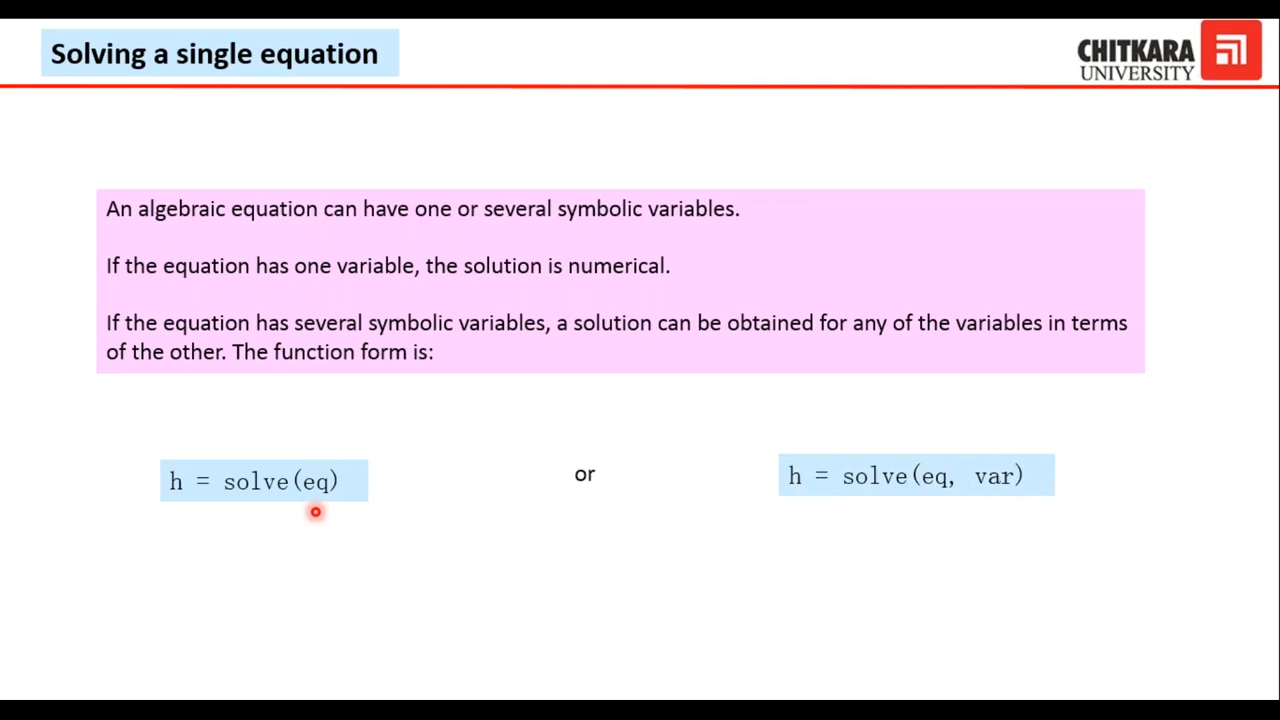 Solving a single equation
CHITKARA
UNIVERSITY
An algebraic equation can have one or several symbolic variables.
If the equation has one variable, the solution is numerical.
If the equation has several symbolic variables, a solution can be obtained for any of the variables in terms
of the other. The function form is:
h = solve(eq)
or
h = solve(eq, var)